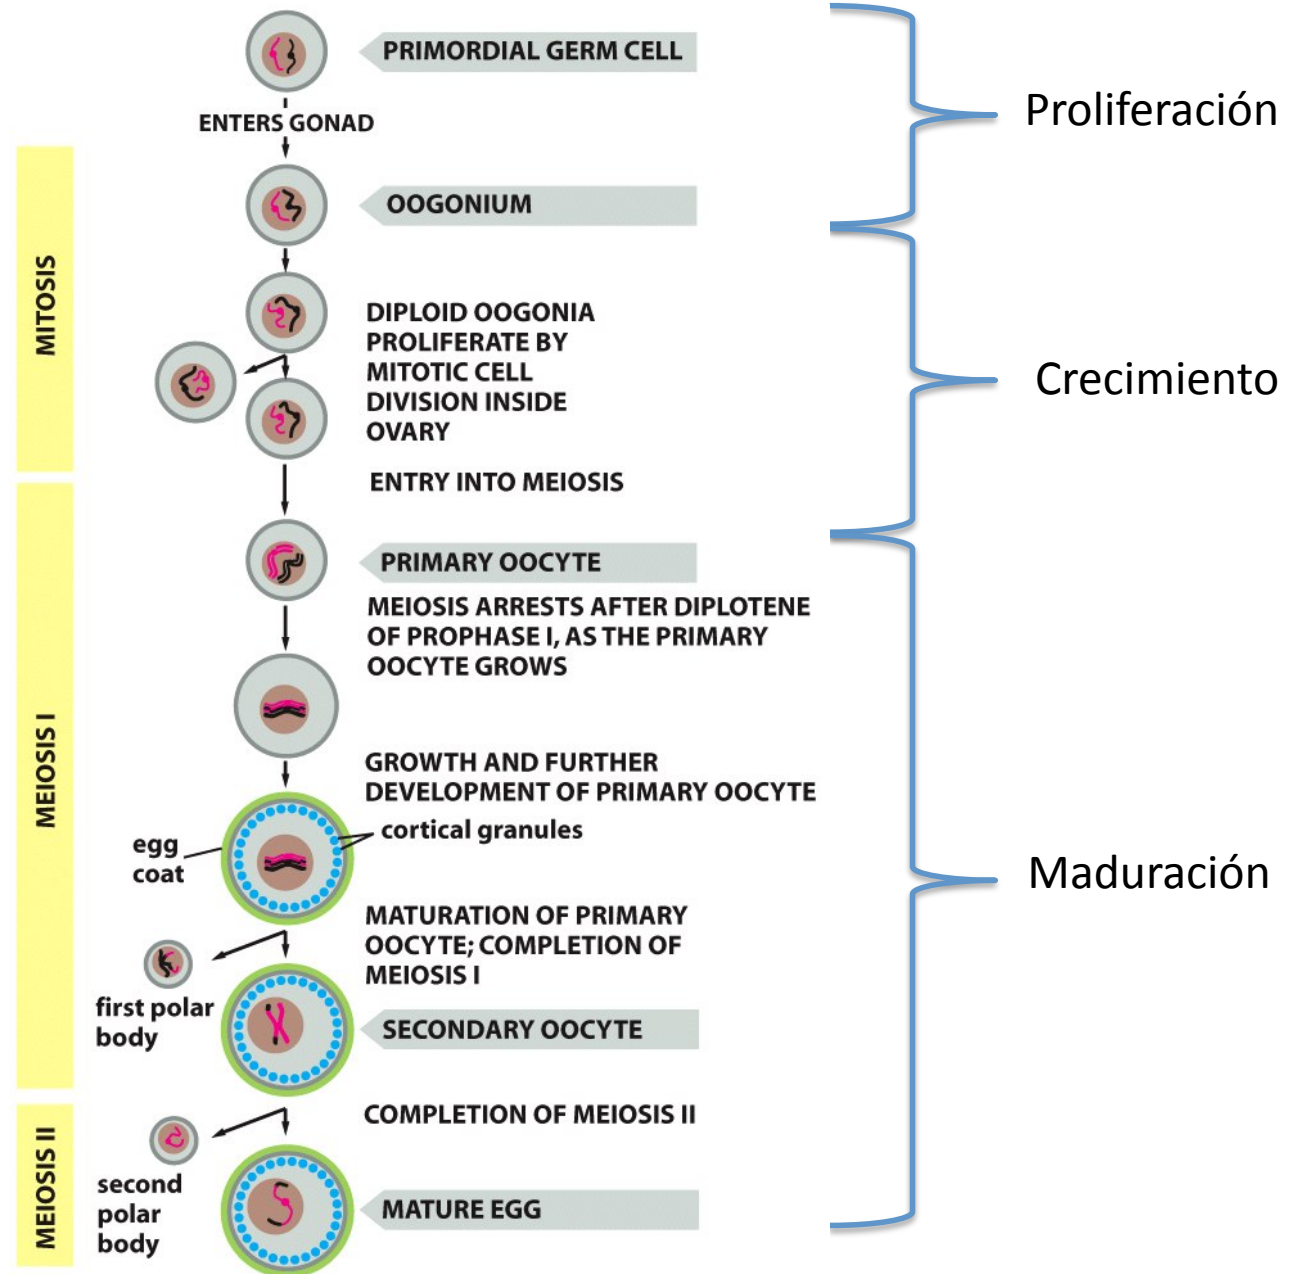 PRIMORDIAL GERM CELL
ENTERS GONAD
Proliferación
OOGONIUM
MITOSIS
DIPLOID OOGONIA
PROLIFERATE BY
MITOTIC CELL
DIVISION INSIDE
OVARY
Crecimiento
ENTRY INTO MEIOSIS
PRIMARY OOCYTE
MEIOSIS ARRESTS AFTER DIPLOTENE
OF PROPHASE I, AS THE PRIMARY
OOCYTE GROWS
MEIOSIS I
GROWTH AND FURTHER
DEVELOPMENT OF PRIMARY OOCYTE
cortical granules
egg
coat
Maduración
MATURATION OF PRIMARY
OOCYTE; COMPLETION OF
MEIOSIS I
first polar
body
SECONDARY OOCYTE
COMPLETION OF MEIOSIS II
MEIOSIS II
second
polar
body
MATURE EGG